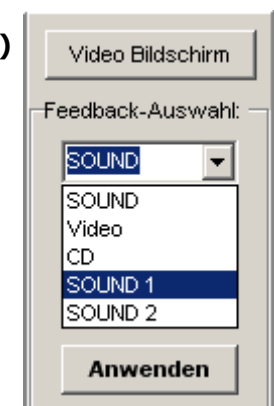 )
Video Bildschirm
Feedback-Auswahl:
SOUND
SOUND
Video
CD
SOUND 1
SOUND 2
Anwenden